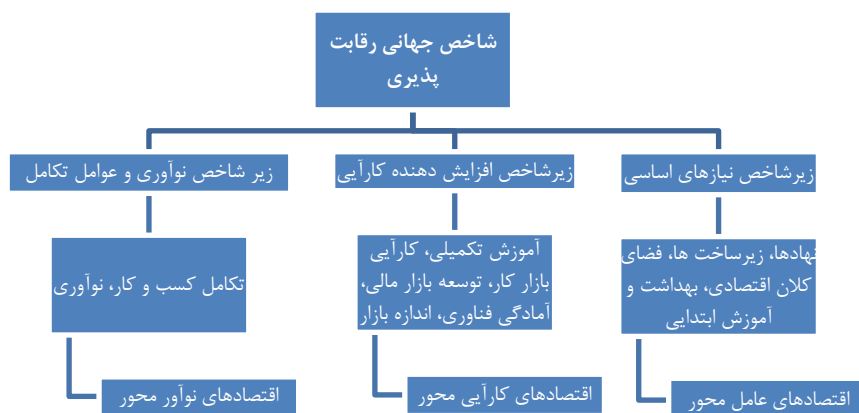 شاخص جهانی رقابت
پذیری
زیرشاخص نیازهای اساسی
زیرشاخص افزایش دهنده کارآیی
زیر شاخص نوآوری و عوامل تکامل
نهادها، زیرساخت ها، فضای
کلان اقتصادی، بهداشت و
آموزش ابتدایی
آموزش تکمیلی، کارآیی
بازار کار، توسعه بازار مالی،
آمادگی فناوری، اندازه بازار
تکامل کسب و کار، نوآوری
اقتصادهای عامل محور
اقتصادهای کارآیی محور
اقتصادهای نوآور محور